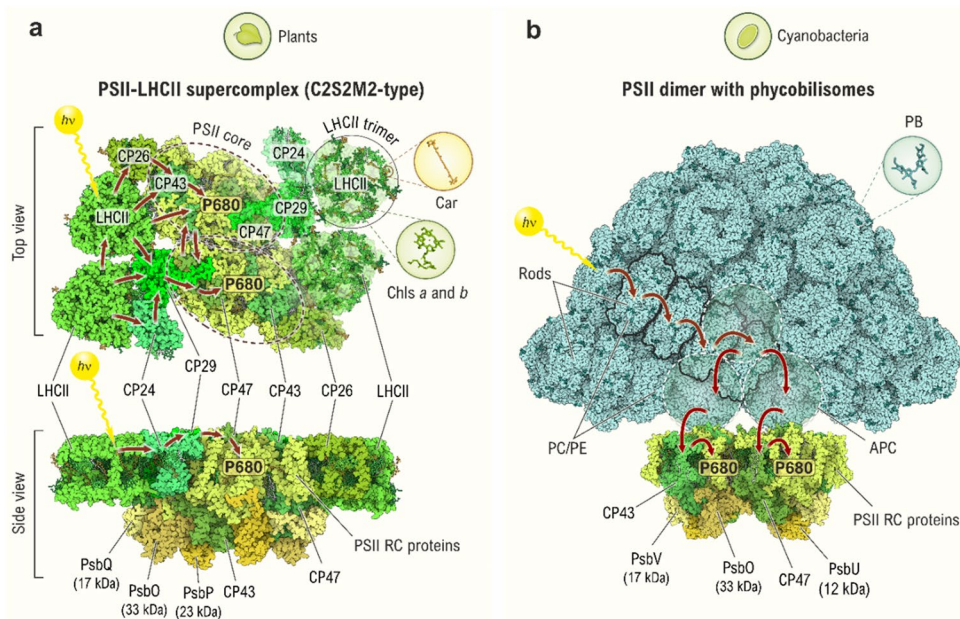 a
Plants
PSII-LHCII supercomplex (C2S2M2-type)
Top view
hν
CP26
CP43
PSII core
LHCII
P680
CP47
CP24
LHCII trimer
LHCII
CP29
Car
Chls a and b
P680
hν
LHCII
CP24
CP29
CP47
CP43
CP26
LHCII
Side view
P680
PSII RC proteins
PsbQ
(17 kDa)
PsbO
(33 kDa)
PsbP
(23 kDa)
CP43
CP47
b
Cyanobacteria
PSII dimer with phycobilisomes
PB
hν
Rods
PC/PE
APC
P680
P680
CP43
PSII RC proteins
PsbV
(17 kDa)
PsbO
(33 kDa)
CP47
PsbU
(12 kDa)